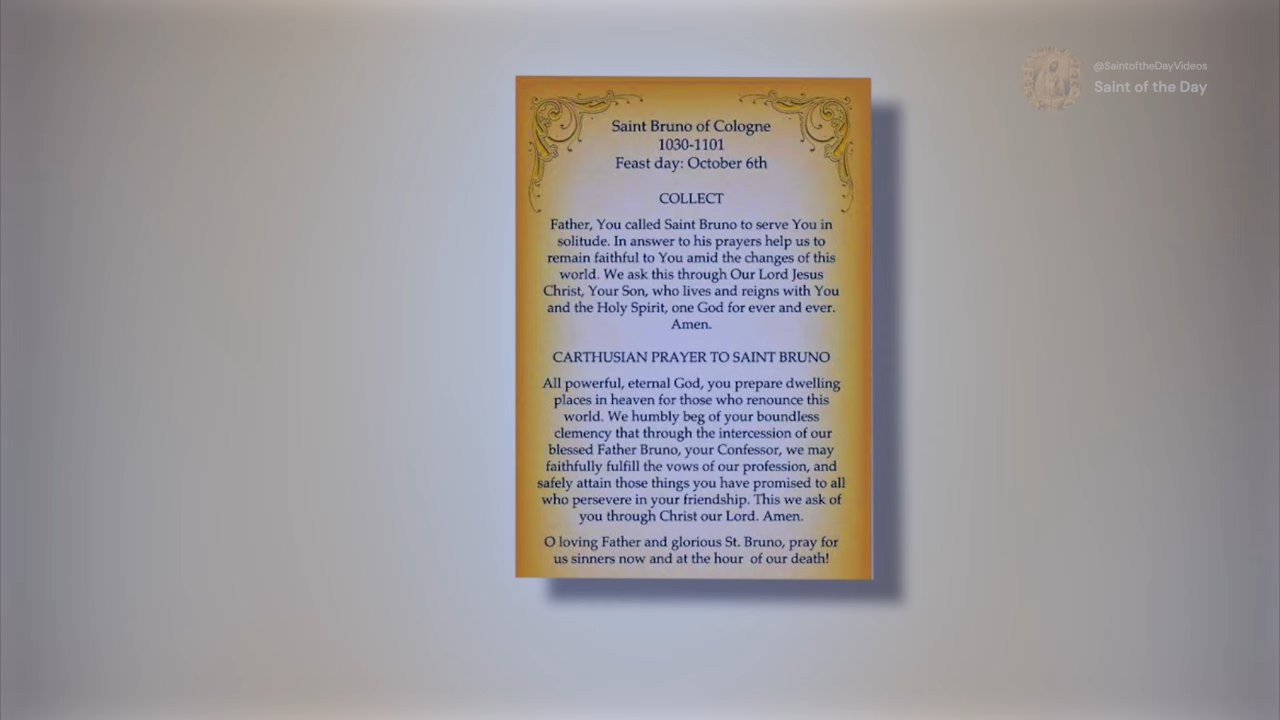 @SaintoftheDayVideos
Saint of the Day
Saint Bruno of Cologne
1030-1101
Feast day: October 6th
COLLECT
Father, You called Saint Bruno to serve You in
solitude. In answer to his prayers help us to
remain faithful to You amid the changes of this
world. We ask this through Our Lord Jesus
Christ, Your Son, who lives and reigns with You
and the Holy Spirit, one God for ever and ever.
Amen.
CARTHUSIAN PRAYER TO SAINT BRUNO
All powerful, eternal God, you prepare dwelling
places in heaven for those who renounce this
world. We humbly beg of your boundless
clemency that through the intercession of our
blessed Father Bruno, your Confessor, we may
faithfully fulfill the vows of our profession, and
safely attain those things you have promised to all
who persevere in your friendship. This we ask of
you through Christ our Lord. Amen.
O loving Father and glorious St. Bruno, pray for
us sinners now and at the hour of our death!